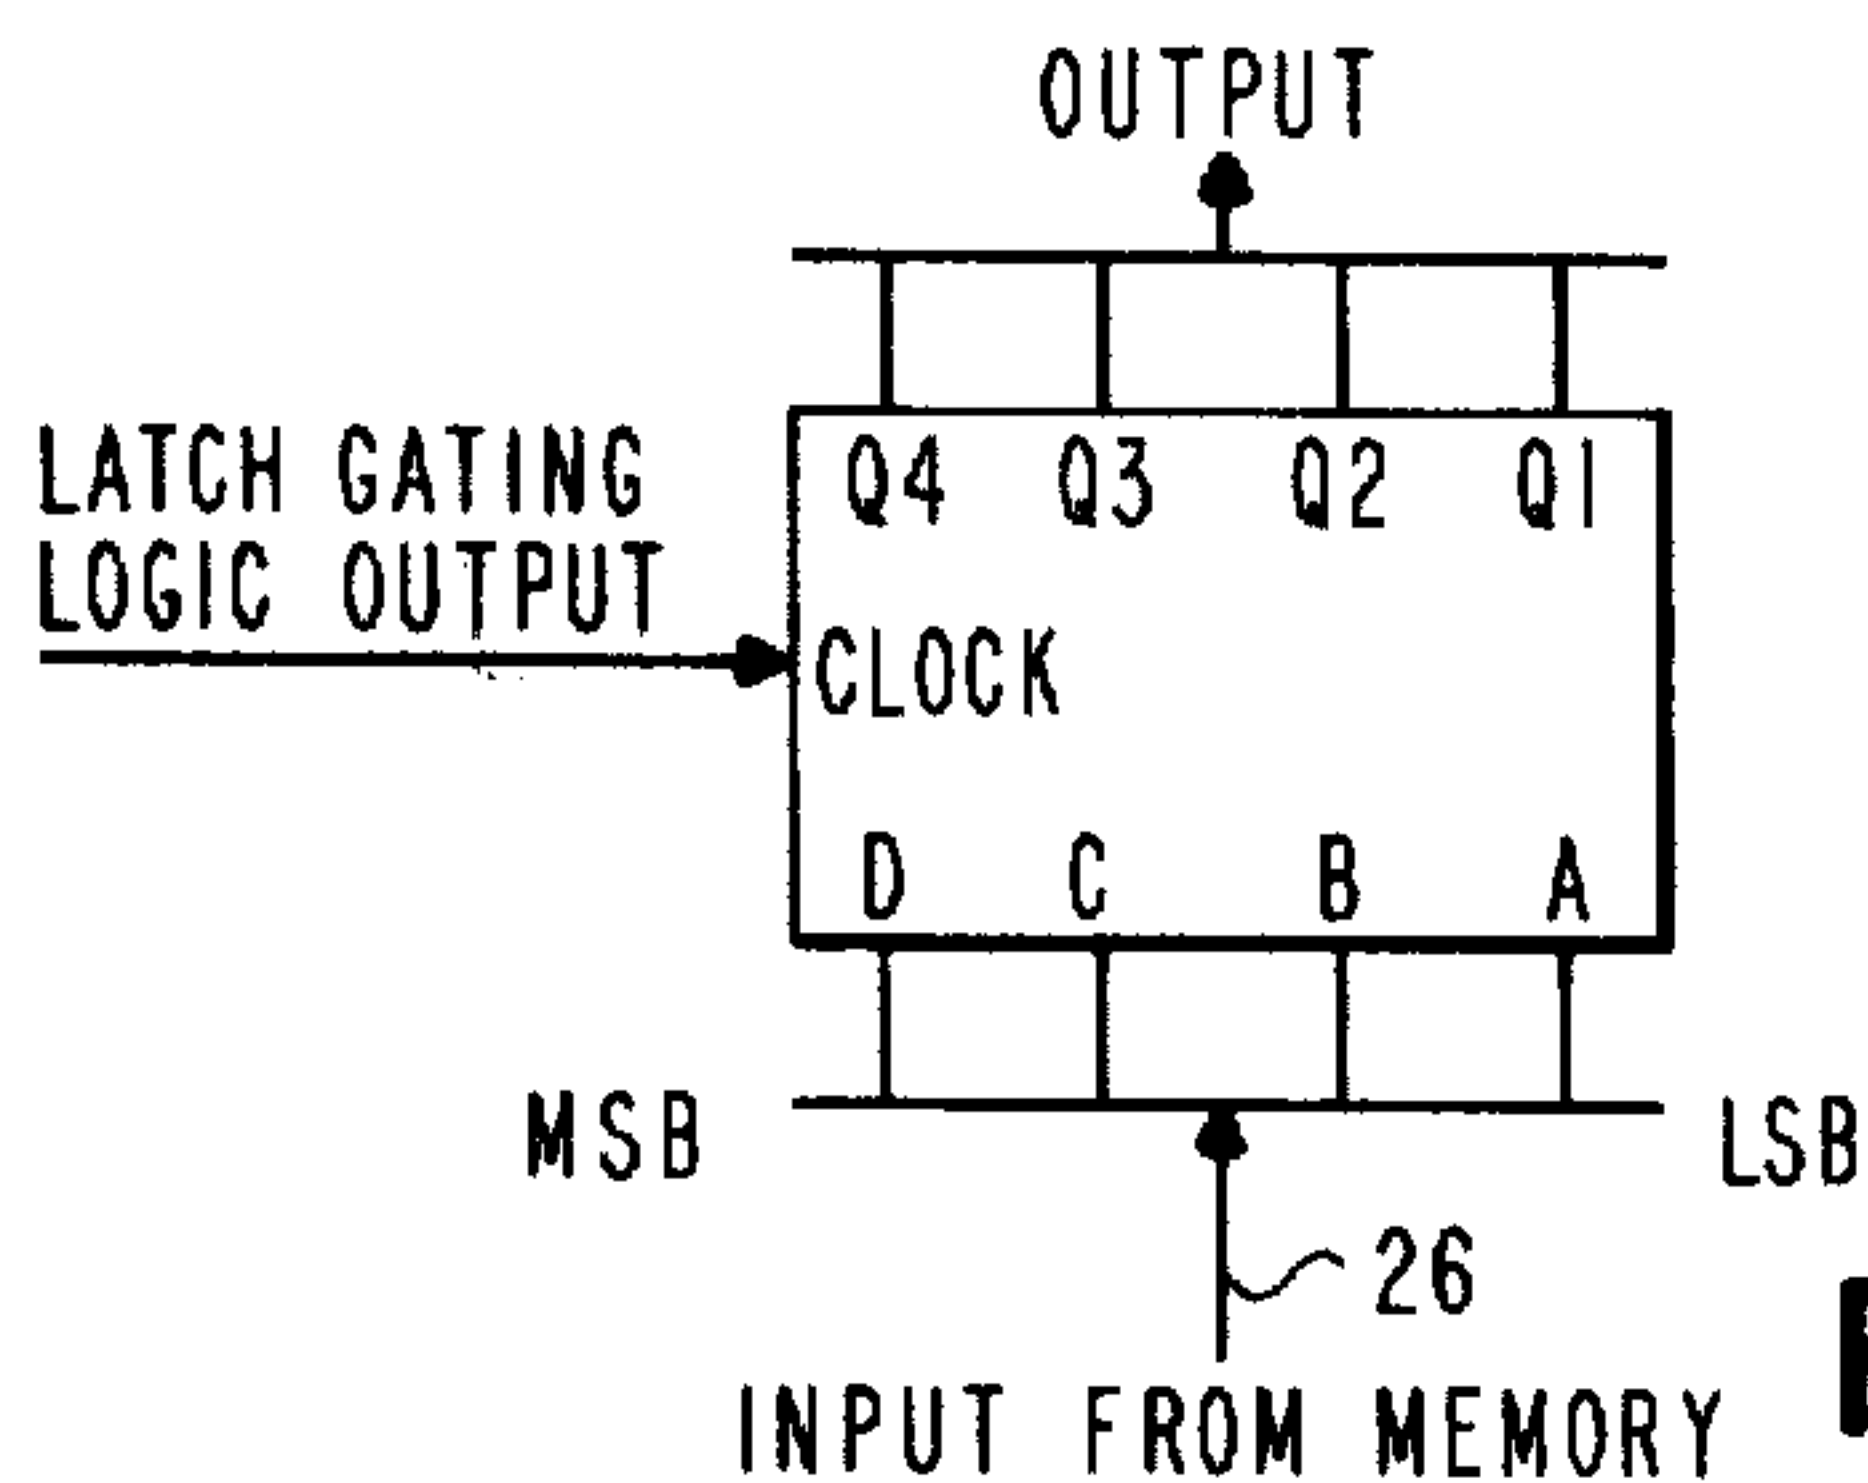 OUTPUT
LATCH GATING
LOGIC OUTPUT
Q4 Q3 Q2 Q1
CLOCK
D C B A
MSB LSB
26
INPUT FROM MEMORY